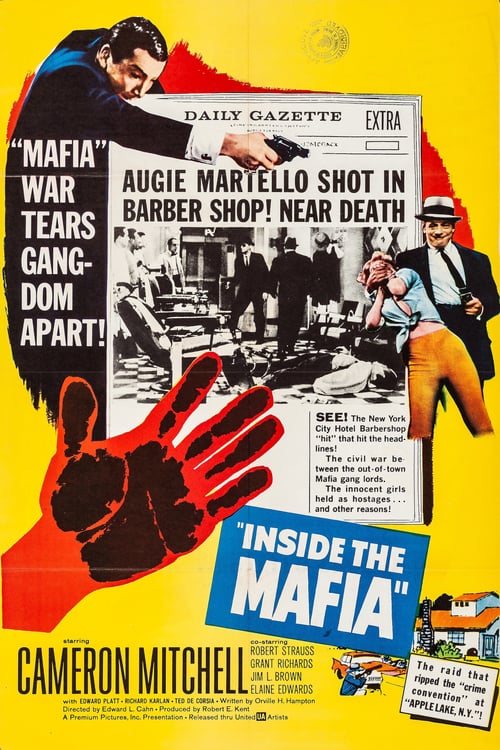 DAILY GAZETTE
EXTRA
"MAFIA"
WAR
TEARS
GANG-
DOM
APART!
AUGIE MARTELLO SHOT IN
BARBER SHOP! NEAR DEATH
SEE! The New York
City Hotel Barbershop
"hit" that hit the head-
lines!
The civil war be-
tween the out-of-town
Mafia gang lords.
The innocent girls
held as hostages...
and other reasons!
"INSIDE THE
MAFIA"
starring
CAMERON MITCHELL
co-starring
ROBERT STRAUSS
GRANT RICHARDS
JIM L. BROWN
ELAINE EDWARDS
with EDWARD PLATT • RICHARD KARLAN • TED DE CORSIA • Written by Orville H. Hampton
Directed by Edward L. Cahn • Produced by Robert E. Kent
A Premium Pictures, Inc. Presentation • Released thru United UA Artists
The raid that
ripped the "crime
convention" at
"APPLE LAKE, N.Y."!